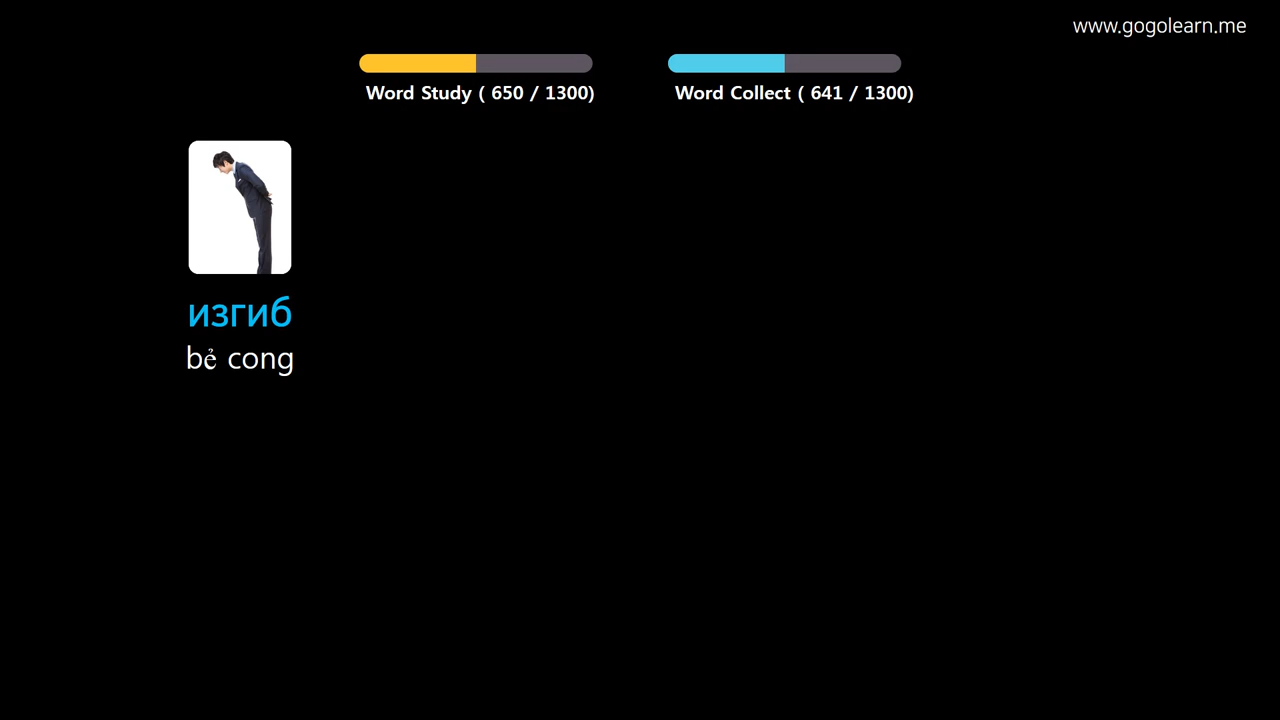 www.gogolearn.me
Word Study ( 650 / 1300)
Word Collect ( 641 / 1300)
изгиб
bẻ cong